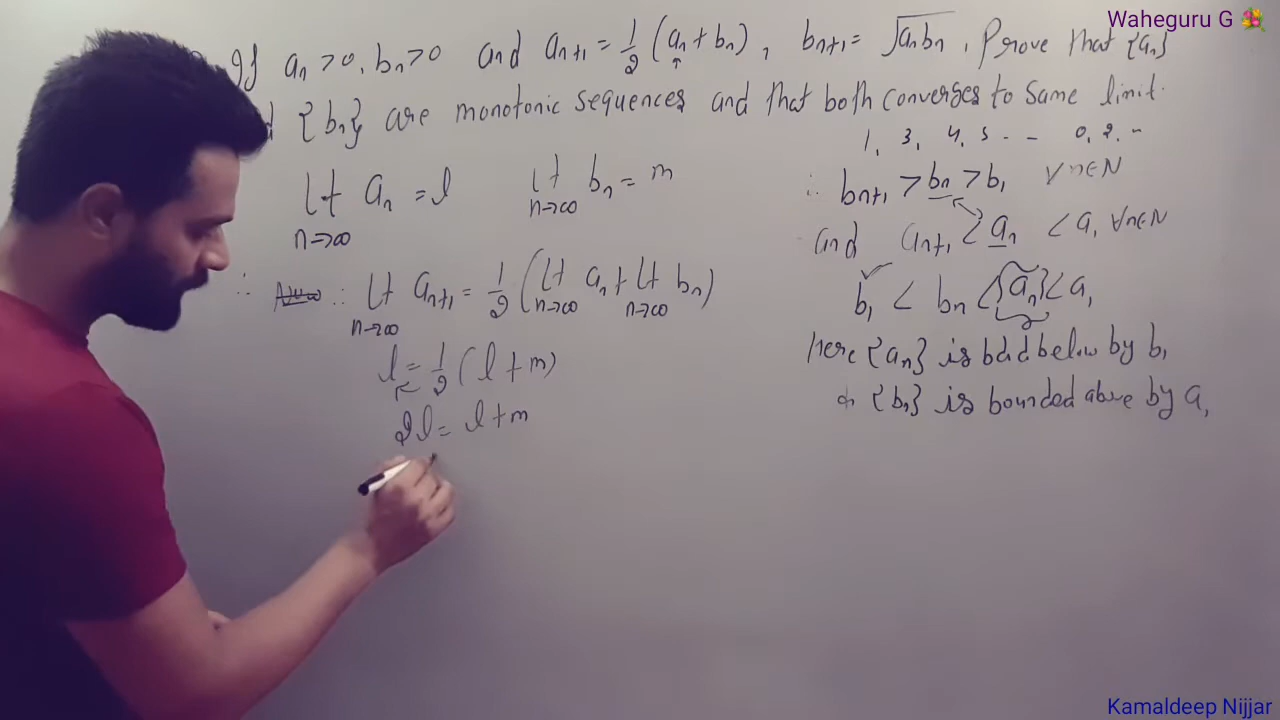 Waheguru G 💐
If aₙ >0, bₙ>0 and aₙ₊₁ = 1/2 (aₙ + bₙ), bₙ₊₁ = √aₙbₙ, Prove that {aₙ}
{bₙ} are monotonic sequences and that both converges to same limit.
1, 3, 4, 5 - - 0, 2, -
lt n→∞ aₙ = l lt n→∞ bₙ = m
∴ bₙ₊₁ > bₙ > b₁ ∀ n∈N
and aₙ₊₁ < aₙ < a₁ ∀n∈N
∴ ∴ lt n→∞ aₙ₊₁ = 1/2 (lt n→∞ aₙ + lt n→∞ bₙ)
b₁ < bₙ < {aₙ} < a₁
l = 1/2 (l + m)
Here {aₙ} is bdd below by b₁
2l = l + m
{bₙ} is bounded above by a₁
Kamaldeep Nijjar